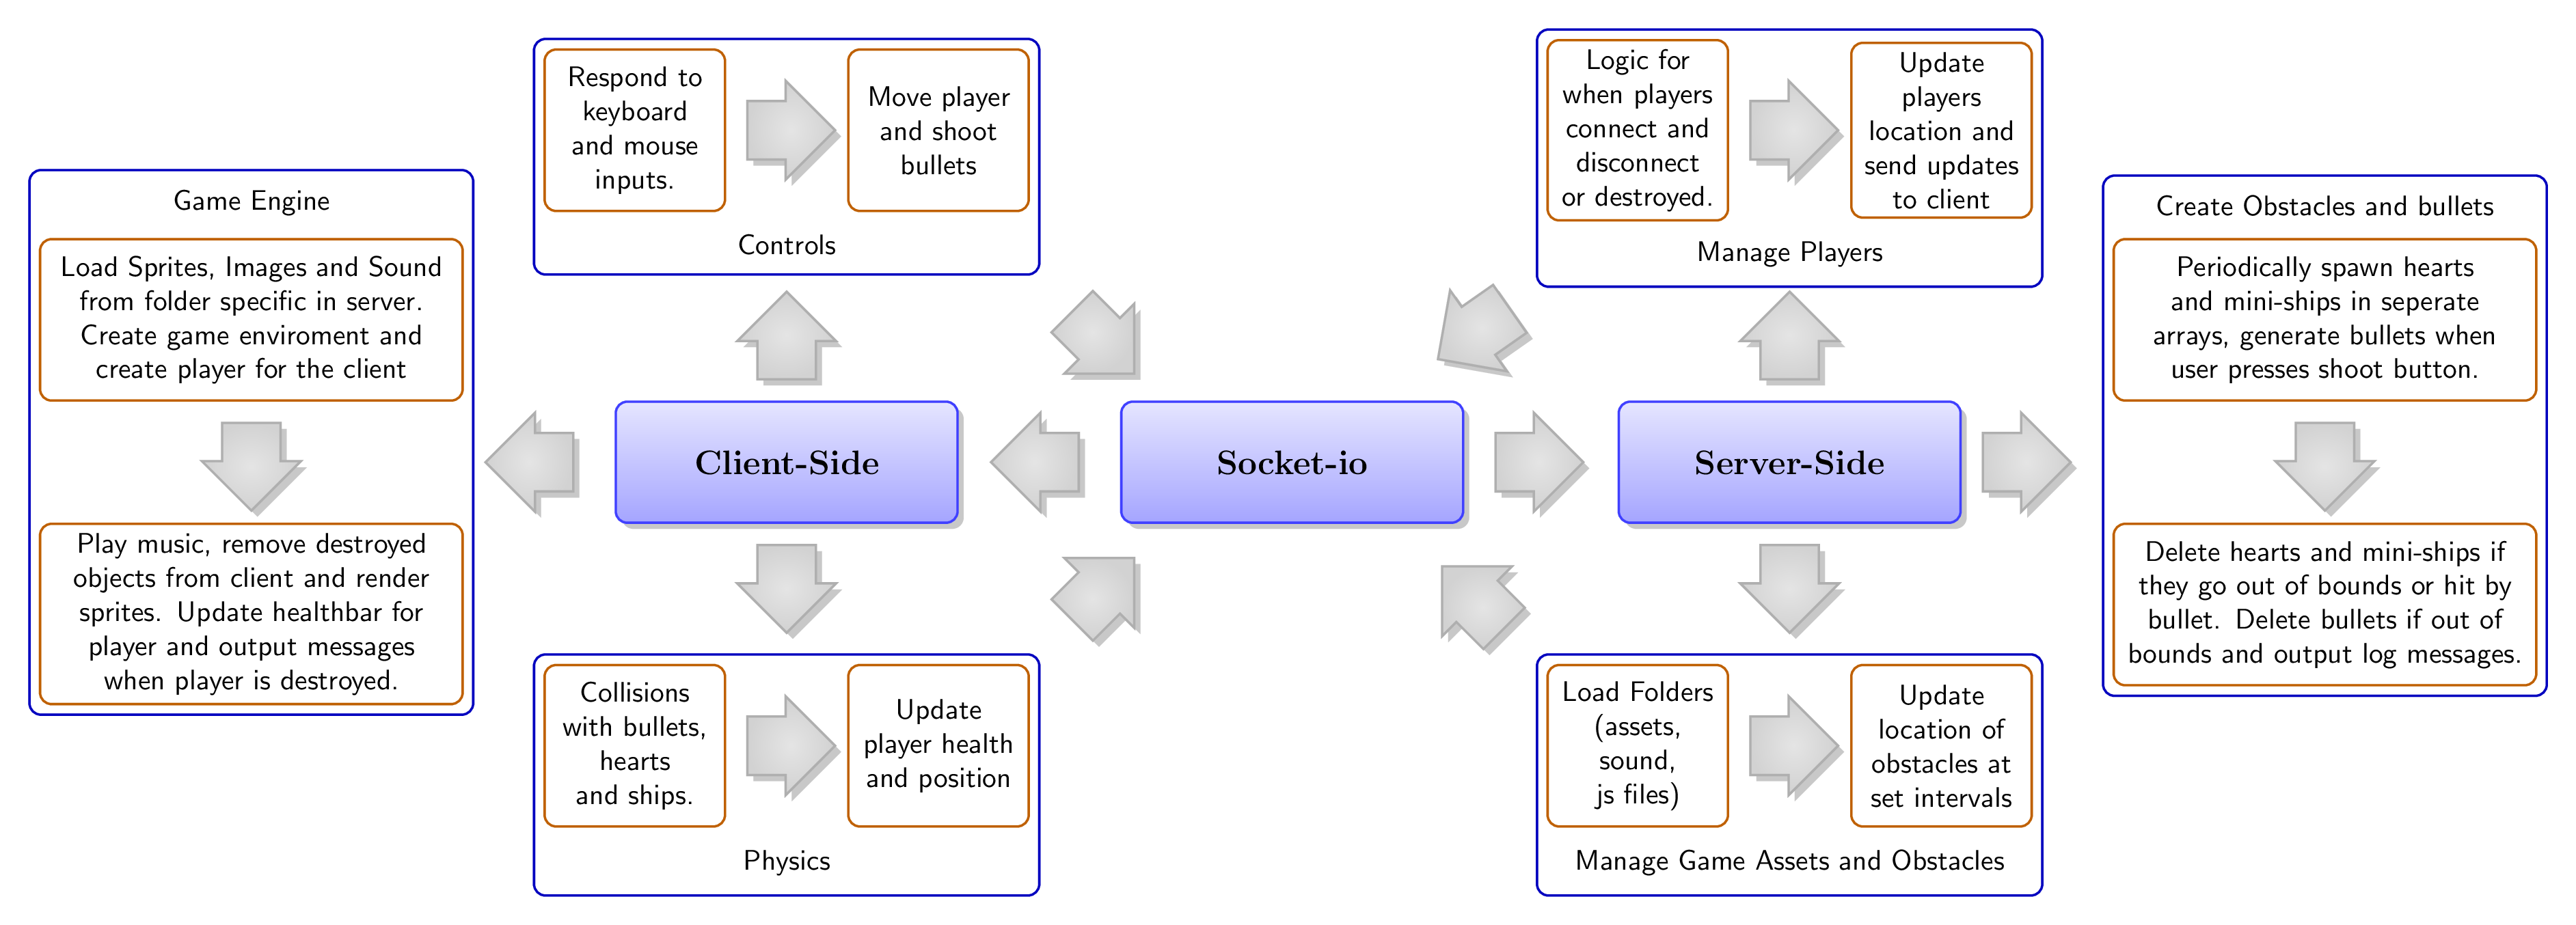 Game Engine
Load Sprites, Images and Sound
from folder specific in server.
Create game enviroment and
create player for the client
Play music, remove destroyed
objects from client and render
sprites. Update healthbar for
player and output messages
when player is destroyed.
Respond to
keyboard
and mouse
inputs.
Move player
and shoot
bullets
Controls
Client-Side
Collisions
with bullets,
hearts
and ships.
Update
player health
and position
Physics
Socket-io
Logic for
when players
connect and
disconnect
or destroyed.
Update
players
location and
send updates
to client
Manage Players
Server-Side
Load Folders
(assets,
sound,
js files)
Update
location of
obstacles at
set intervals
Manage Game Assets and Obstacles
Create Obstacles and bullets
Periodically spawn hearts
and mini-ships in seperate
arrays, generate bullets when
user presses shoot button.
Delete hearts and mini-ships if
they go out of bounds or hit by
bullet. Delete bullets if out of
bounds and output log messages.